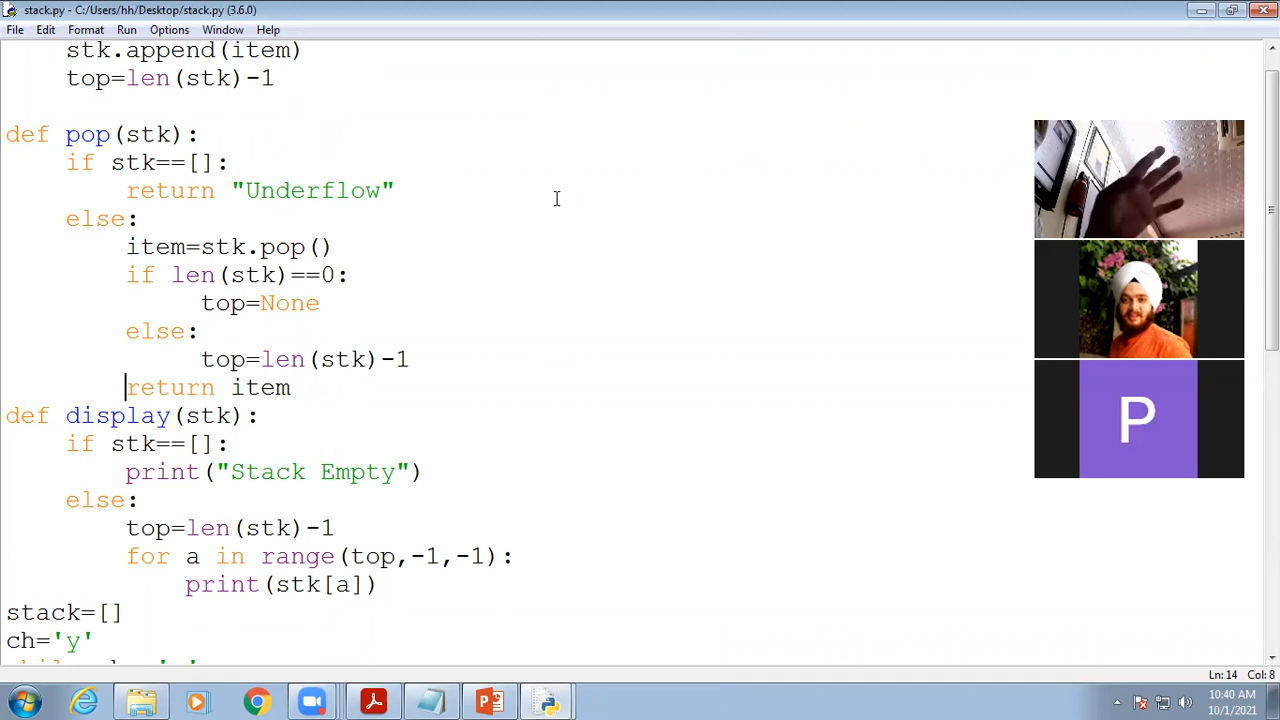 stack.py - C:/Users/hh/Desktop/stack.py (3.6.0)
File Edit Format Run Options Window Help
stk.append(item)
top=len(stk)-1
def pop(stk):
if stk==[]:
return "Underflow"
else:
item=stk.pop()
if len(stk)==0:
top=None
else:
top=len(stk)-1
return item
def display(stk):
if stk==[]:
print("Stack Empty")
else:
top=len(stk)-1
for a in range(top,-1,-1):
print(stk[a])
stack=[]
ch='y'
P
Ln: 14 Col: 8
10:40 AM
10/1/2021